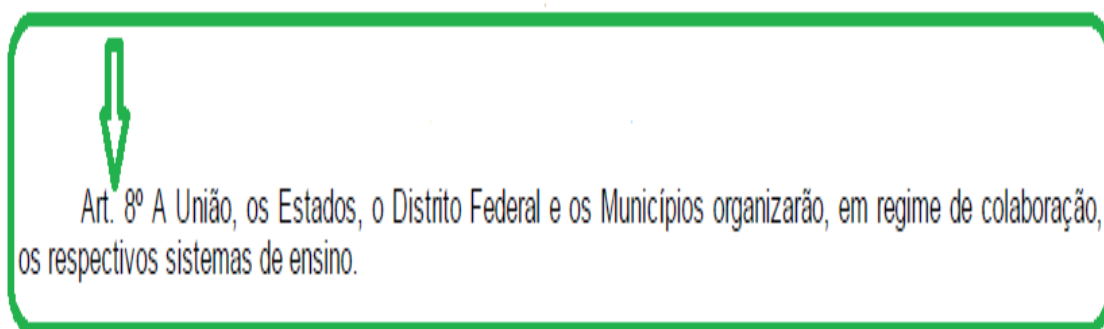 Art. 8º A União, os Estados, o Distrito Federal e os Municípios organizarão, em regime de colaboração,
os respectivos sistemas de ensino.